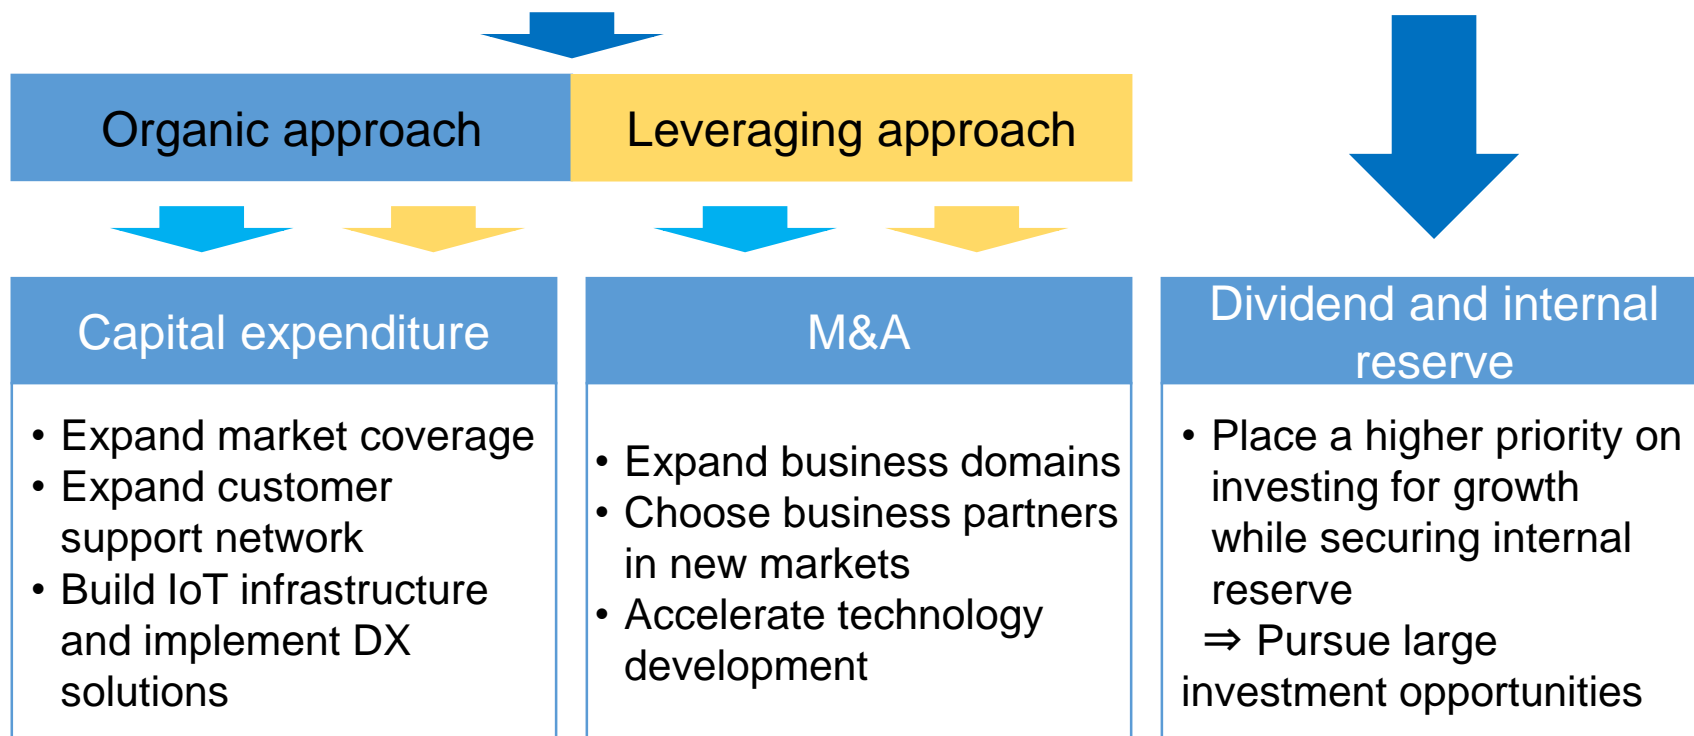 Organic approach
Leveraging approach
Capital expenditure
• Expand market coverage
• Expand customer
support network
• Build IoT infrastructure
and implement DX
solutions
M&A
• Expand business domains
• Choose business partners
in new markets
• Accelerate technology
development
Dividend and internal
reserve
• Place a higher priority on
investing for growth
while securing internal
reserve
⇒ Pursue large
investment opportunities